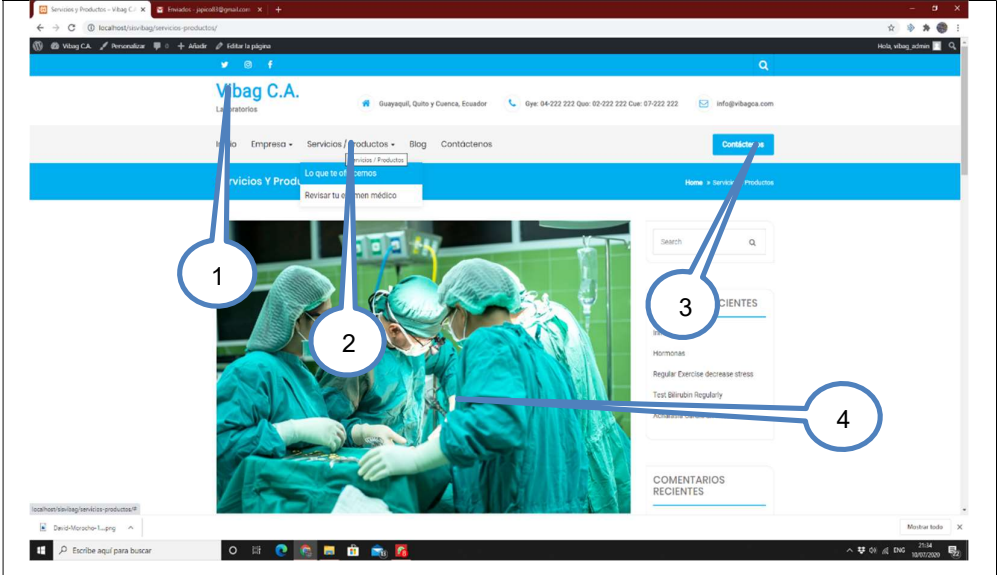 Servicios y Productos – Vibag C.A
Enviados - japico83@gmail.com
localhost/sisvibag/servicios-productos/
Vibag C.A. Personalizar 0 Añadir Editar la página Hola, vibag_admin
Vibag C.A.
Laboratorios
Guayaquil, Quito y Cuenca, Ecuador Gye: 04-222 222 Quo: 02-222 222 Cue: 07-222 222 info@vibagca.com
Empresa Servicios / Productos Blog Contáctenos Contáctenos
Servicios / Productos
Lo que te ofrecemos
Revisar tu examen médico
Home » Servicios Productos
Search
1
2
3
4
CIENTES
Hormonas
Regular Exercise decrease stress
Test Bilirubin Regularly
COMENTARIOS
RECIENTES
localhost/sisvibag/servicios-productos/#
David-Morocho-1....png Mostrar todo
Escribe aquí para buscar ENG 21:34
10/07/2020